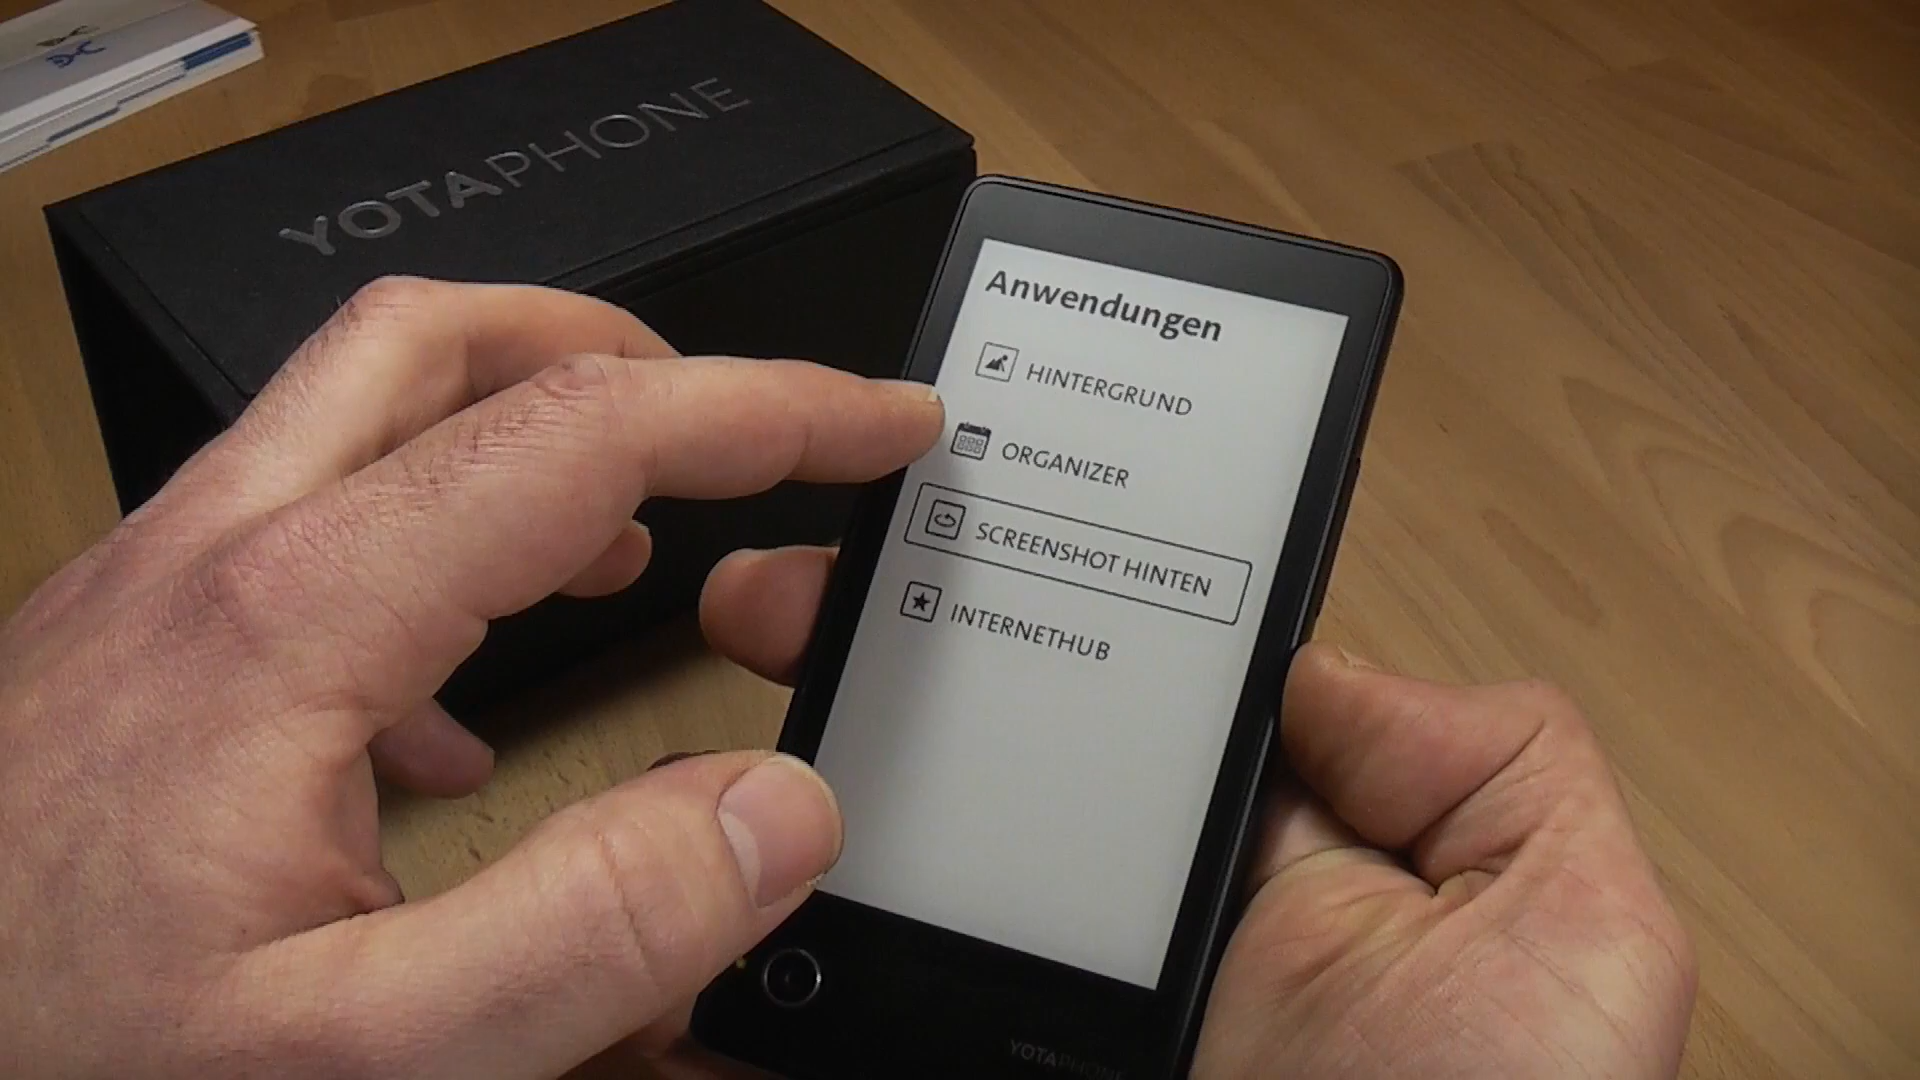 YOTAPHONE
Anwendungen
HINTERGRUND
ORGANIZER
SCREENSHOT HINTEN
INTERNETHUB
YOTAPHONE